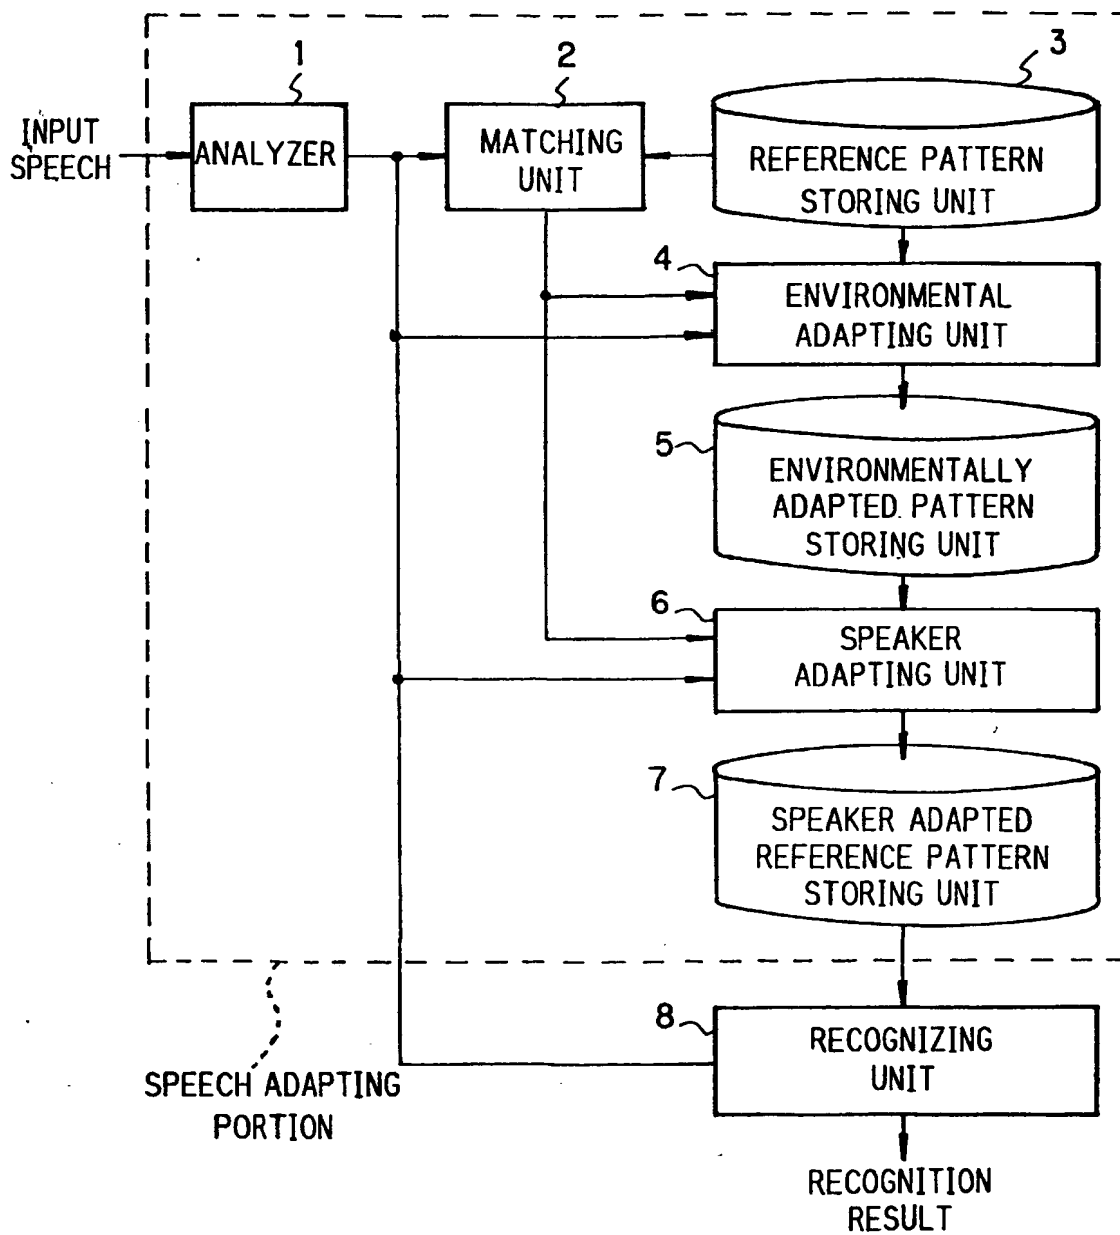 1
2
3
INPUT
SPEECH
ANALYZER
MATCHING
UNIT
REFERENCE PATTERN
STORING UNIT
4
ENVIRONMENTAL
ADAPTING UNIT
5
ENVIRONMENTALLY
ADAPTED PATTERN
STORING UNIT
6
SPEAKER
ADAPTING UNIT
7
SPEAKER ADAPTED
REFERENCE PATTERN
STORING UNIT
8
RECOGNIZING
UNIT
SPEECH ADAPTING
PORTION
RECOGNITION
RESULT